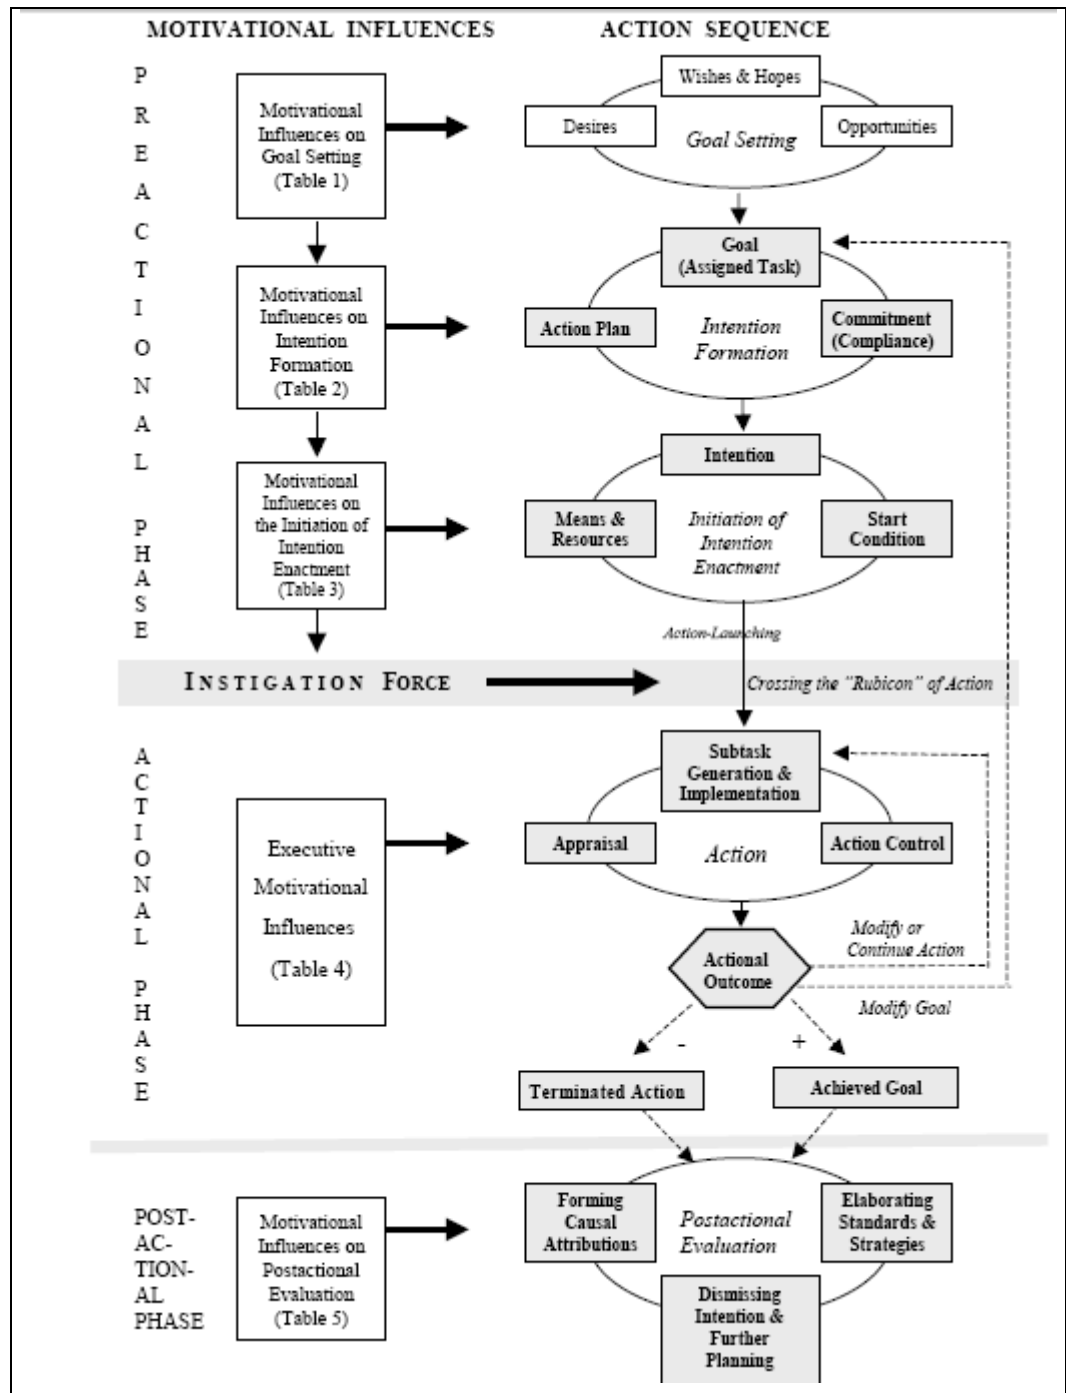 MOTIVATIONAL INFLUENCES
ACTION SEQUENCE
PREACTIONAL PHASE
Motivational
Influences on
Goal Setting
(Table 1)
Wishes & Hopes
Desires
Opportunities
Goal Setting
Motivational
Influences on
Intention
Formation
(Table 2)
Goal
(Assigned Task)
Action Plan
Commitment
(Compliance)
Intention
Formation
Motivational
Influences on
the Initiation of
Intention
Enactment
(Table 3)
Intention
Means &
Resources
Start
Condition
Initiation of
Intention
Enactment
Action-Launching
INSTIGATION FORCE
Crossing the "Rubicon" of Action
ACTIONAL PHASE
Executive
Motivational
Influences
(Table 4)
Subtask
Generation &
Implementation
Appraisal
Action Control
Action
Actional
Outcome
Modify or
Continue Action
Modify Goal
-
+
Terminated Action
Achieved Goal
POST-
AC-
TION-
AL
PHASE
Motivational
Influences on
Postactional
Evaluation
(Table 5)
Forming
Causal
Attributions
Postactional
Evaluation
Elaborating
Standards &
Strategies
Dismissing
Intention &
Further
Planning